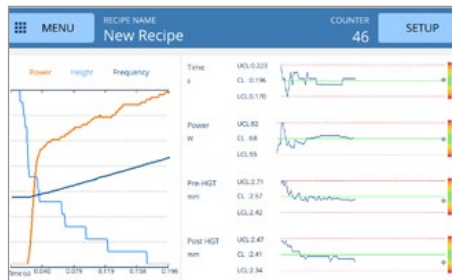 MENU
RECIPE NAME
New Recipe
COUNTER
46
SETUP
Power Height Frequency
Time (s) 0.040 0.079 0.119 0.158 0.198
Time
s
UCL:0.223
CL :0.196
LCL:0.170
Power
W
UCL:82
CL :68
LCL:55
Pre-HGT
mm
UCL:2.71
CL :2.57
LCL:2.42
Post HGT
mm
UCL:2.47
CL :2.41
LCL:2.34